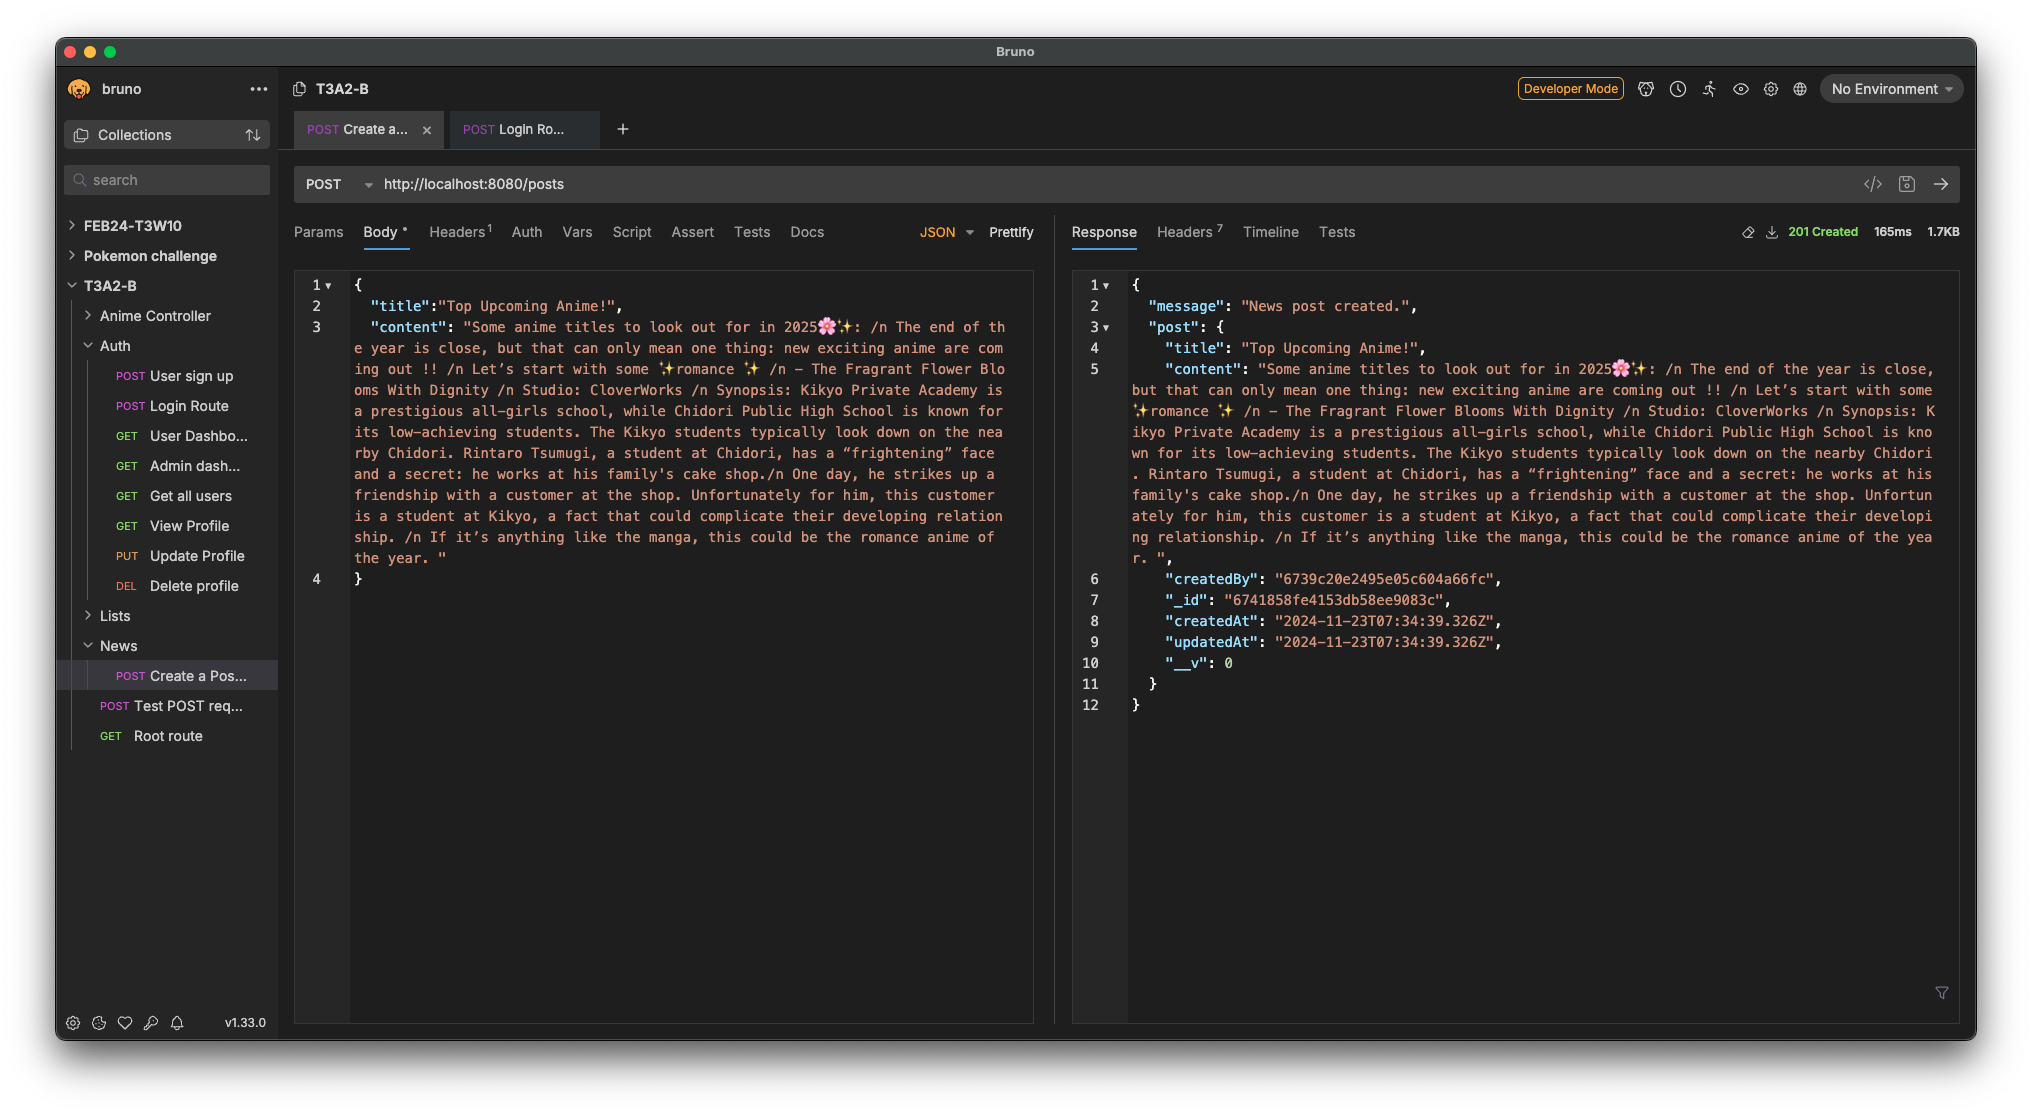 Bruno
bruno
Collections
search
FEB24-T3W10
Pokemon challenge
T3A2-B
Anime Controller
Auth
POST User sign up
POST Login Route
GET User Dashbo...
GET Admin dash...
GET Get all users
GET View Profile
PUT Update Profile
DEL Delete profile
Lists
News
POST Create a Pos...
POST Test POST req...
GET Root route
v1.33.0
T3A2-B
Developer Mode
No Environment
POST Create a...
POST Login Ro...
POST http://localhost:8080/posts
Params Body Headers 1 Auth Vars Script Assert Tests Docs JSON Prettify
1 {
2 "title":"Top Upcoming Anime!",
3 "content": "Some anime titles to look out for in 2025🌸✨: /n The end of th
e year is close, but that can only mean one thing: new exciting anime are com
ing out !! /n Let’s start with some ✨romance ✨ /n - The Fragrant Flower Blo
oms With Dignity /n Studio: CloverWorks /n Synopsis: Kikyo Private Academy is
a prestigious all-girls school, while Chidori Public High School is known for
its low-achieving students. The Kikyo students typically look down on the nea
rby Chidori. Rintaro Tsumugi, a student at Chidori, has a “frightening” face
and a secret: he works at his family's cake shop./n One day, he strikes up a
friendship with a customer at the shop. Unfortunately for him, this customer
is a student at Kikyo, a fact that could complicate their developing relation
ship. /n If it’s anything like the manga, this could be the romance anime of
the year. "
4 }
Response Headers 7 Timeline Tests 201 Created 165ms 1.7KB
1 {
2 "message": "News post created.",
3 "post": {
4 "title": "Top Upcoming Anime!",
5 "content": "Some anime titles to look out for in 2025🌸✨: /n The end of the year is close,
but that can only mean one thing: new exciting anime are coming out !! /n Let’s start with some
✨romance ✨ /n - The Fragrant Flower Blooms With Dignity /n Studio: CloverWorks /n Synopsis: K
ikyo Private Academy is a prestigious all-girls school, while Chidori Public High School is kno
wn for its low-achieving students. The Kikyo students typically look down on the nearby Chidori
. Rintaro Tsumugi, a student at Chidori, has a “frightening” face and a secret: he works at his
family's cake shop./n One day, he strikes up a friendship with a customer at the shop. Unfortun
ately for him, this customer is a student at Kikyo, a fact that could complicate their developi
ng relationship. /n If it’s anything like the manga, this could be the romance anime of the yea
r. ",
6 "createdBy": "6739c20e2495e05c604a66fc",
7 "_id": "6741858fe4153db58ee9083c",
8 "createdAt": "2024-11-23T07:34:39.326Z",
9 "updatedAt": "2024-11-23T07:34:39.326Z",
10 "__v": 0
11 }
12 }